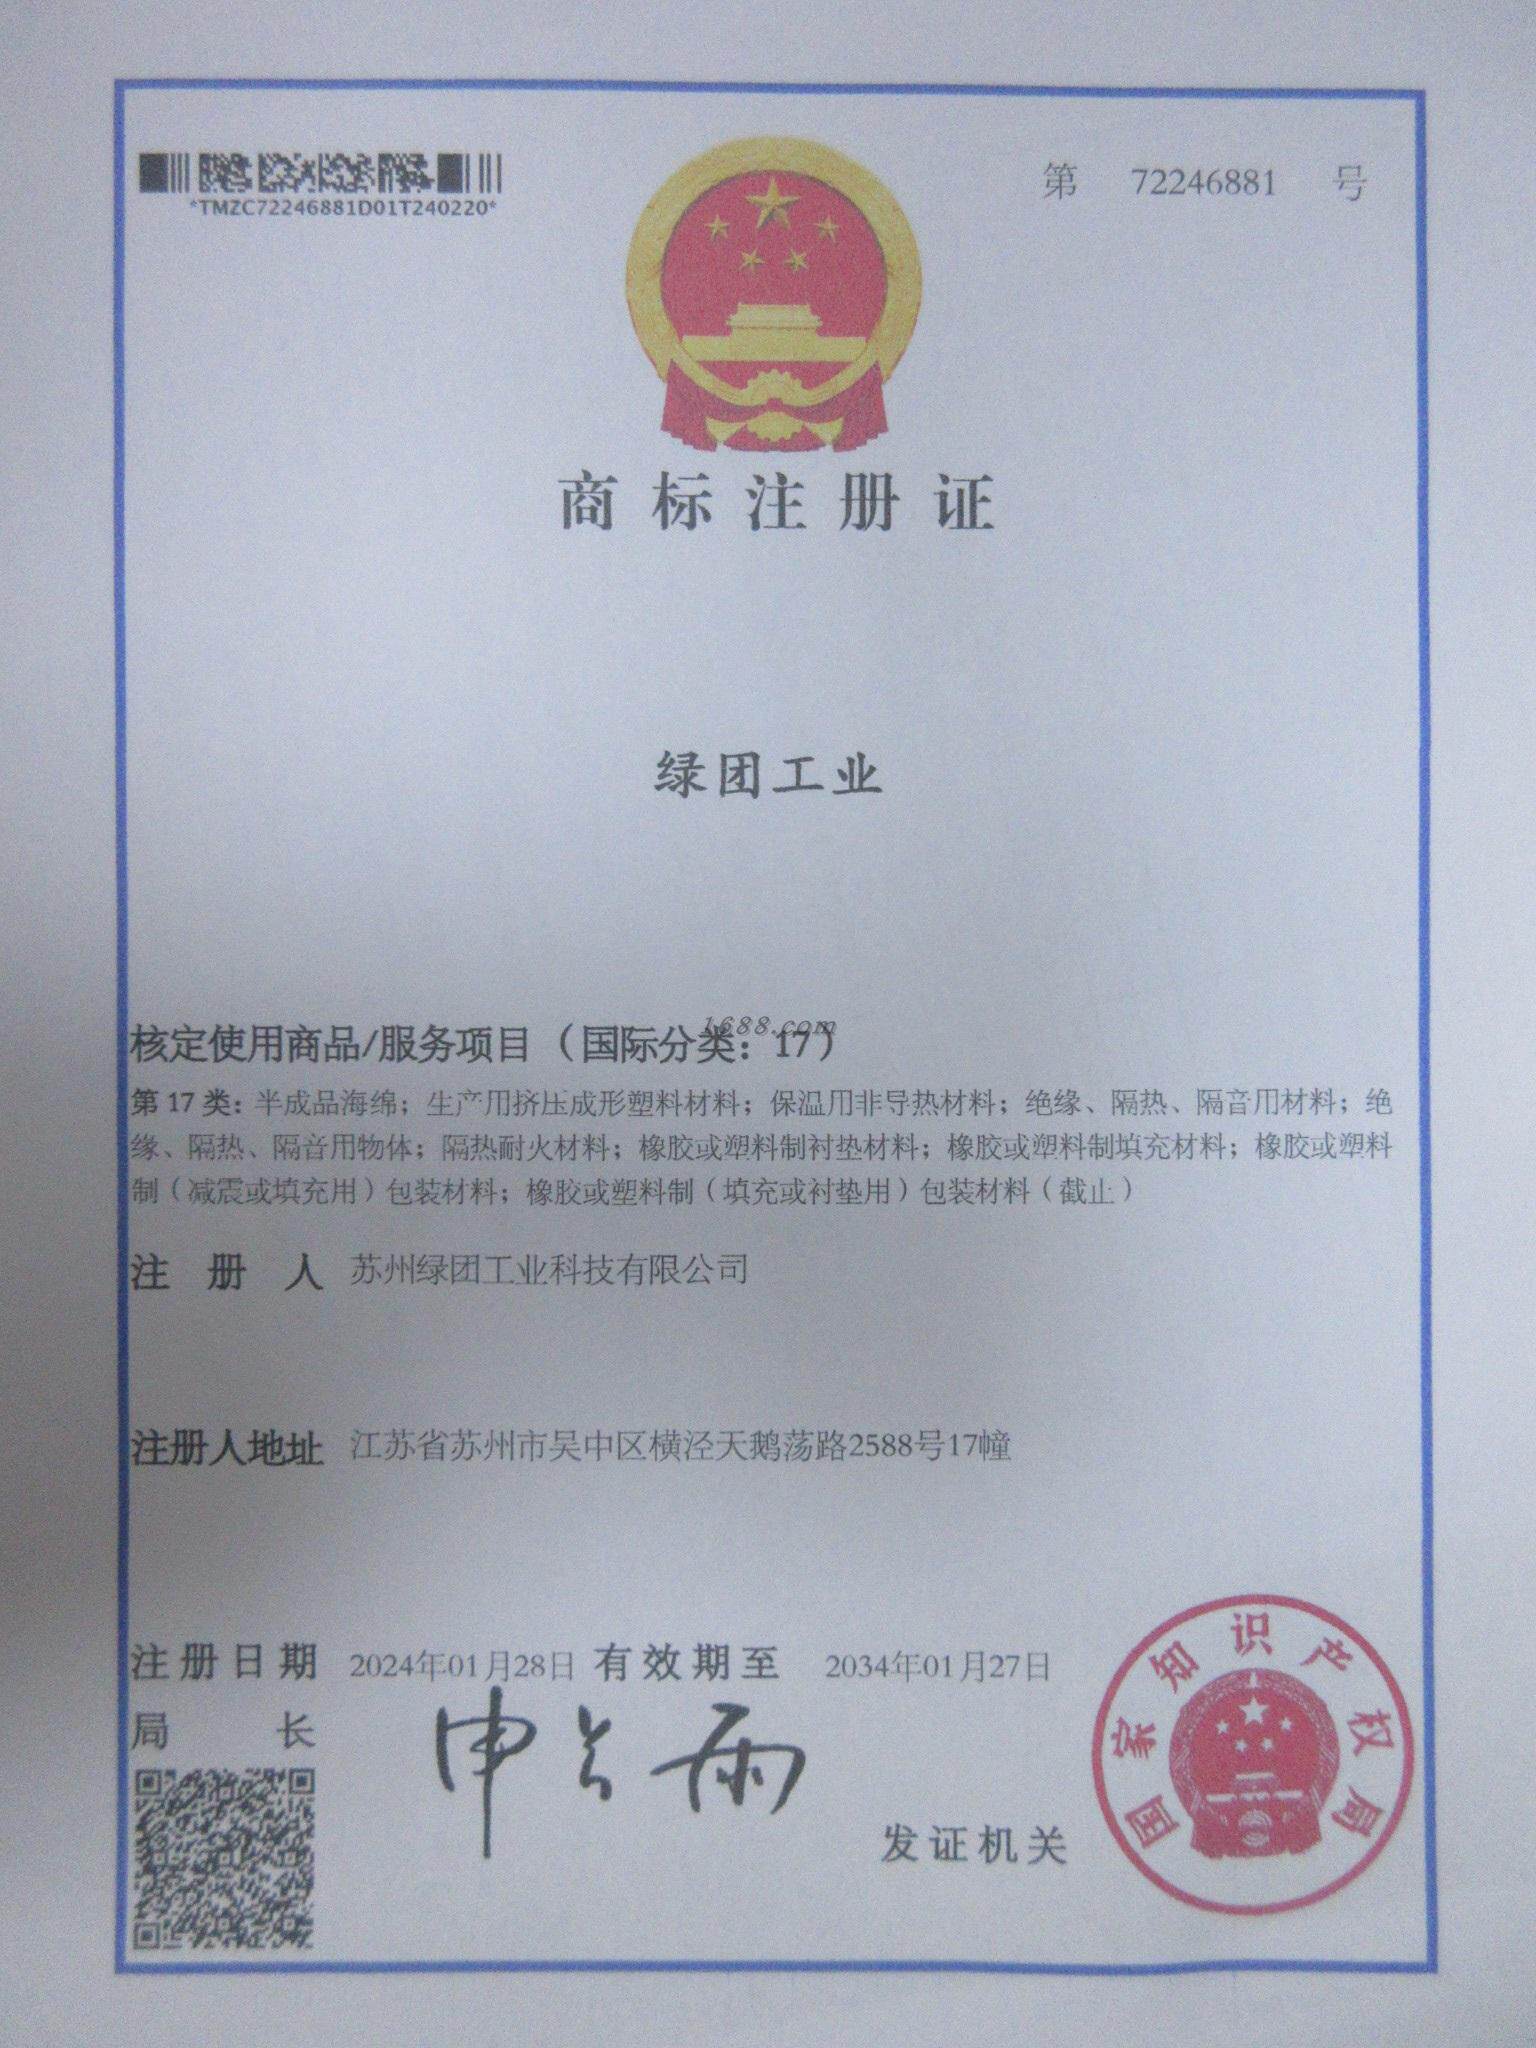 第 72246881 号
*TMZC72246881D01T240220*
商标注册证
绿团工业
1688.com
核定使用商品/服务项目（国际分类：17）
第 17 类：半成品海绵；生产用挤压成形塑料材料；保温用非导热材料；绝缘、隔热、隔音用材料；绝
缘、隔热、隔音用物体；隔热耐火材料；橡胶或塑料制衬垫材料；橡胶或塑料制填充材料；橡胶或塑料
制（减震或填充用）包装材料；橡胶或塑料制（填充或衬垫用）包装材料（截止）
注册人 苏州绿团工业科技有限公司
注册人地址 江苏省苏州市吴中区横泾天鹅荡路2588号17幢
注册日期 2024年01月28日 有效期至 2034年01月27日
局长 申长雨
发证机关
国家知识产权局